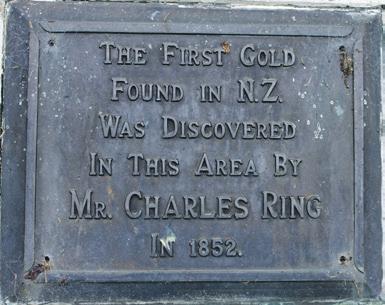 The First Gold
Found in N.Z.
Was Discovered
In This Area By
Mr. Charles Ring
In 1852.